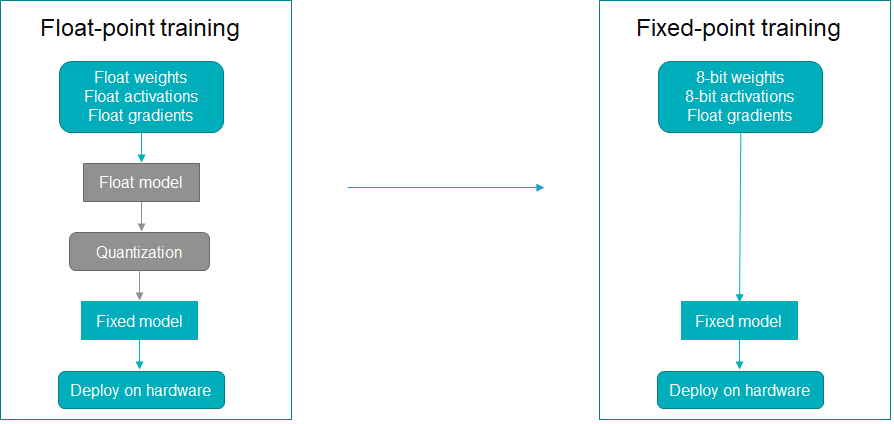 Float-point training
Float weights
Float activations
Float gradients
Float model
Quantization
Fixed model
Deploy on hardware
Fixed-point training
8-bit weights
8-bit activations
Float gradients
Fixed model
Deploy on hardware